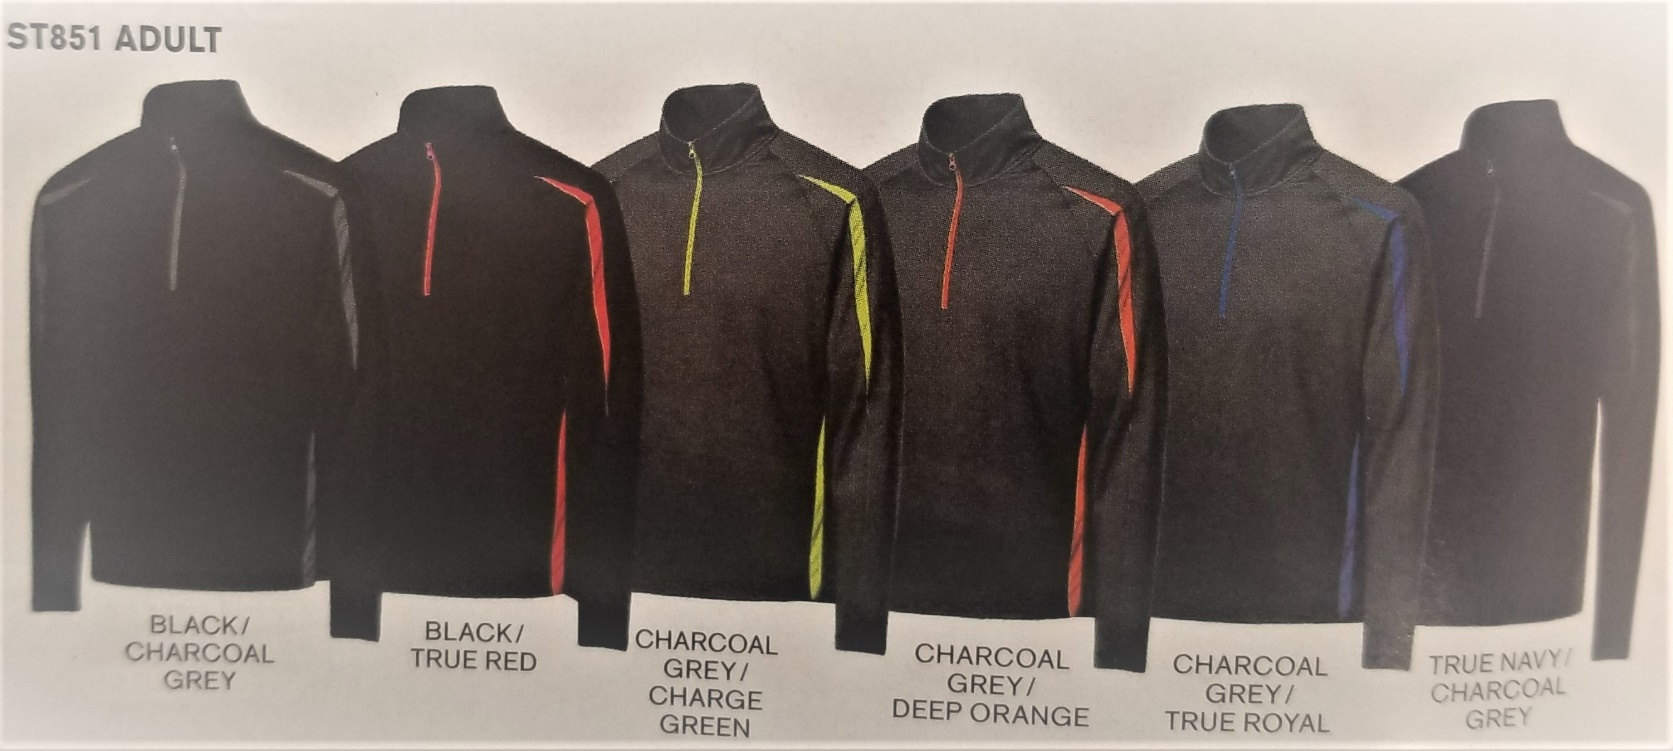 ST851 ADULT
BLACK/
CHARCOAL
GREY
BLACK/
TRUE RED
CHARCOAL
GREY/
CHARGE
GREEN
CHARCOAL
GREY/
DEEP ORANGE
CHARCOAL
GREY/
TRUE ROYAL
TRUE NAVY/
CHARCOAL
GREY